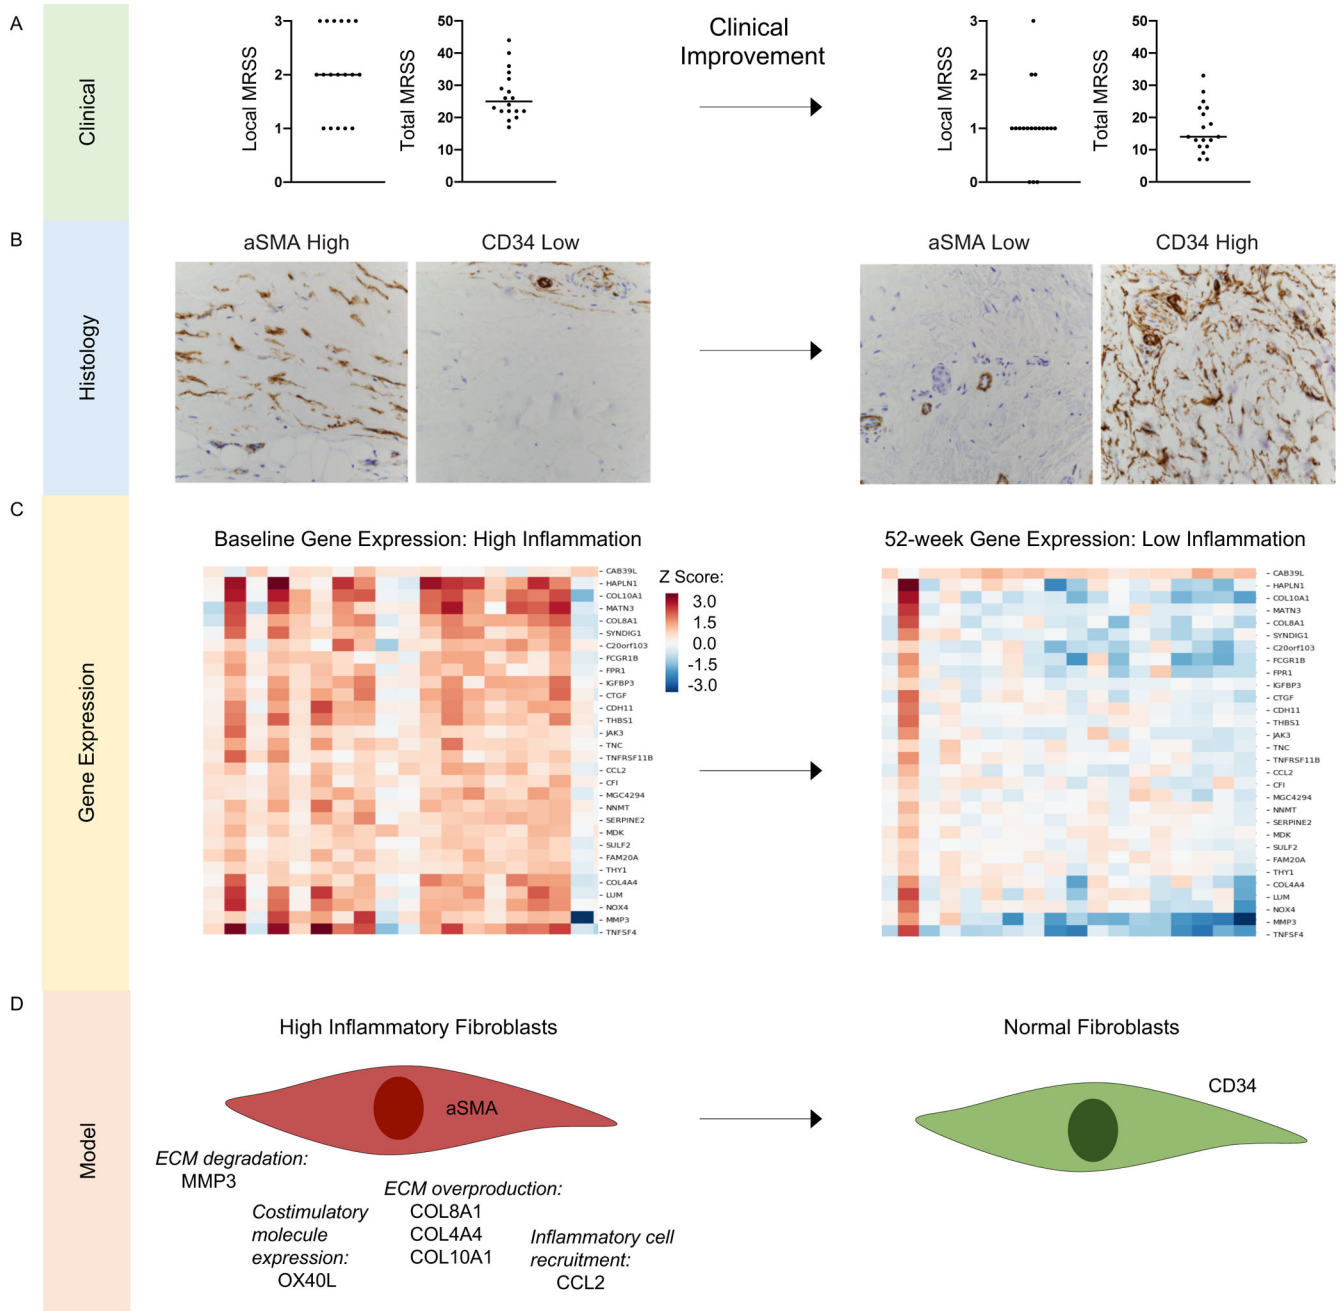 A
Clinical
Local MRSS
3
2
1
0
Total MRSS
50
40
30
20
10
0
Clinical
Improvement
Local MRSS
3
2
1
0
Total MRSS
50
40
30
20
10
0
B
Histology
aSMA High
CD34 Low
aSMA Low
CD34 High
C
Gene Expression
Baseline Gene Expression: High Inflammation
CAB39L
HAPLN1
COL10A1
MATN3
COL8A1
SYNDIG1
C20orf103
FCGR1B
FPR1
IGFBP3
CTGF
CDH11
THBS1
JAK3
TNC
TNFRSF11B
CCL2
CFI
MGC4294
NNMT
SERPINE2
MDK
SULF2
FAM20A
THY1
COL4A4
LUM
NOX4
MMP3
TNFSF4
Z Score:
3.0
1.5
0.0
-1.5
-3.0
52-week Gene Expression: Low Inflammation
CAB39L
HAPLN1
COL10A1
MATN3
COL8A1
SYNDIG1
C20orf103
FCGR1B
FPR1
IGFBP3
CTGF
CDH11
THBS1
JAK3
TNC
TNFRSF11B
CCL2
CFI
MGC4294
NNMT
SERPINE2
MDK
SULF2
FAM20A
THY1
COL4A4
LUM
NOX4
MMP3
TNFSF4
D
Model
High Inflammatory Fibroblasts
aSMA
ECM degradation:
MMP3
Costimulatory
molecule
expression:
OX40L
ECM overproduction:
COL8A1
COL4A4
COL10A1
Inflammatory cell
recruitment:
CCL2
Normal Fibroblasts
CD34